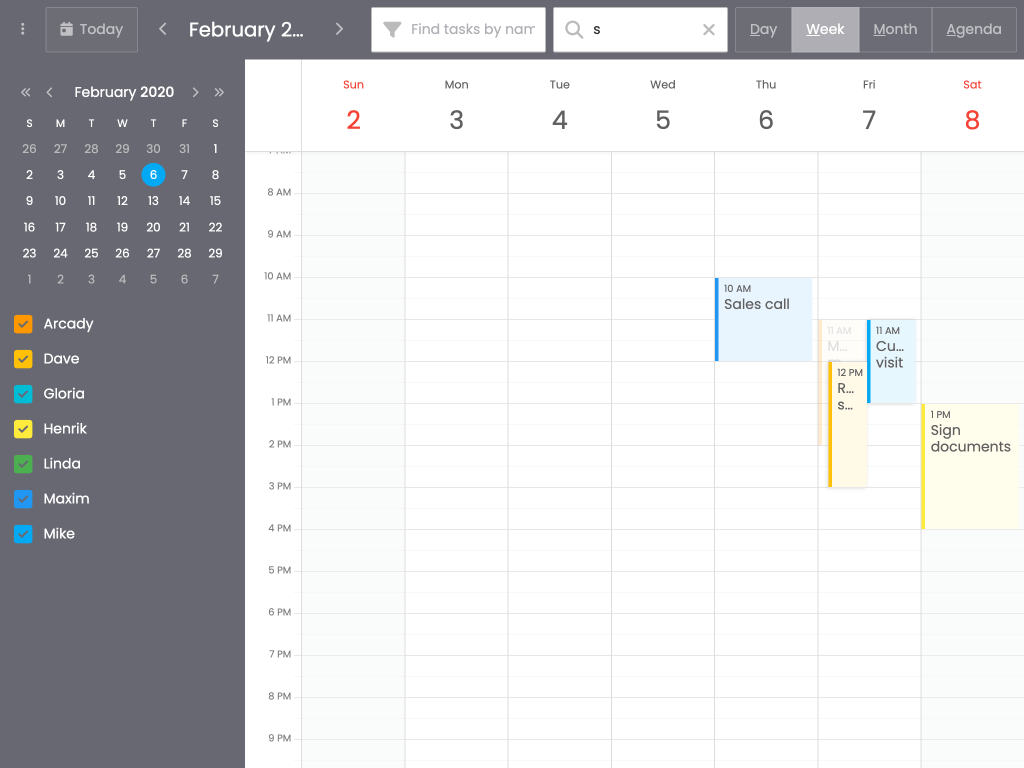 Today
February 2...
Find tasks by nam
s
Day
Week
Month
Agenda
February 2020
S M T W T F S
26 27 28 29 30 31 1
2 3 4 5 6 7 8
9 10 11 12 13 14 15
16 17 18 19 20 21 22
23 24 25 26 27 28 29
1 2 3 4 5 6 7
Arcady
Dave
Gloria
Henrik
Linda
Maxim
Mike
Sun Mon Tue Wed Thu Fri Sat
2 3 4 5 6 7 8
8 AM
9 AM
10 AM
11 AM
12 PM
1 PM
2 PM
3 PM
4 PM
5 PM
6 PM
7 PM
8 PM
9 PM
10 AM
Sales call
11 AM
M...
12 PM
R...
s...
11 AM
Cu...
visit
1 PM
Sign
documents